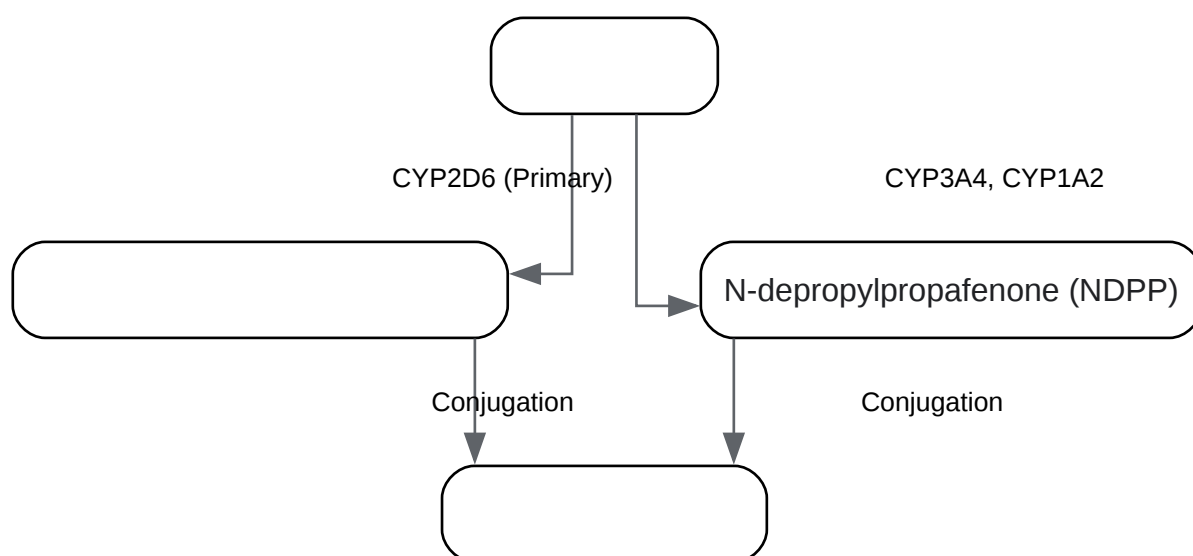 CYP2D6 (Primary)
CYP3A4, CYP1A2
N-depropylpropafenone (NDPP)
Conjugation
Conjugation